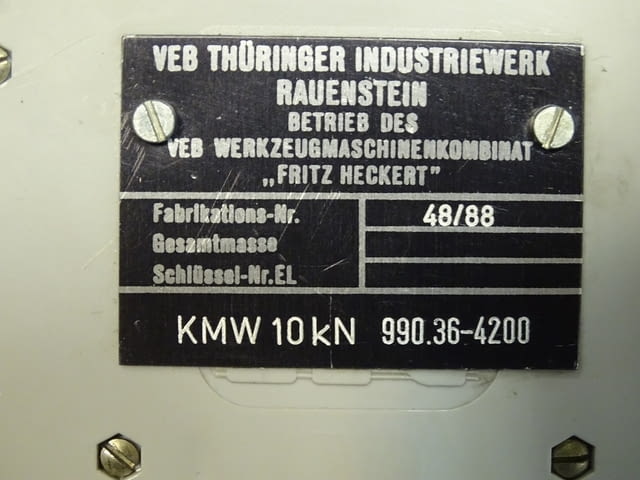 VEB THÜRINGER INDUSTRIEWERK
RAUENSTEIN
BETRIEB DES
VEB WERKZEUGMASCHINENKOMBINAT
„FRITZ HECKERT”
Fabrikations-Nr. 48/88
Gesamtmasse
Schlüssel-Nr.EL
KMW 10 kN 990.36-4200